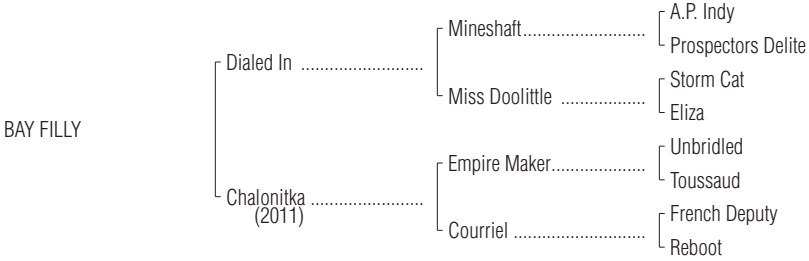 A.P. Indy
Mineshaft..........................
Prospectors Delite
Dialed In ..........................
Storm Cat
Miss Doolittle ..................
Eliza
BAY FILLY
Unbridled
Empire Maker....................
Toussaud
Chalonitka ........................
(2011)
French Deputy
Courriel ............................
Reboot